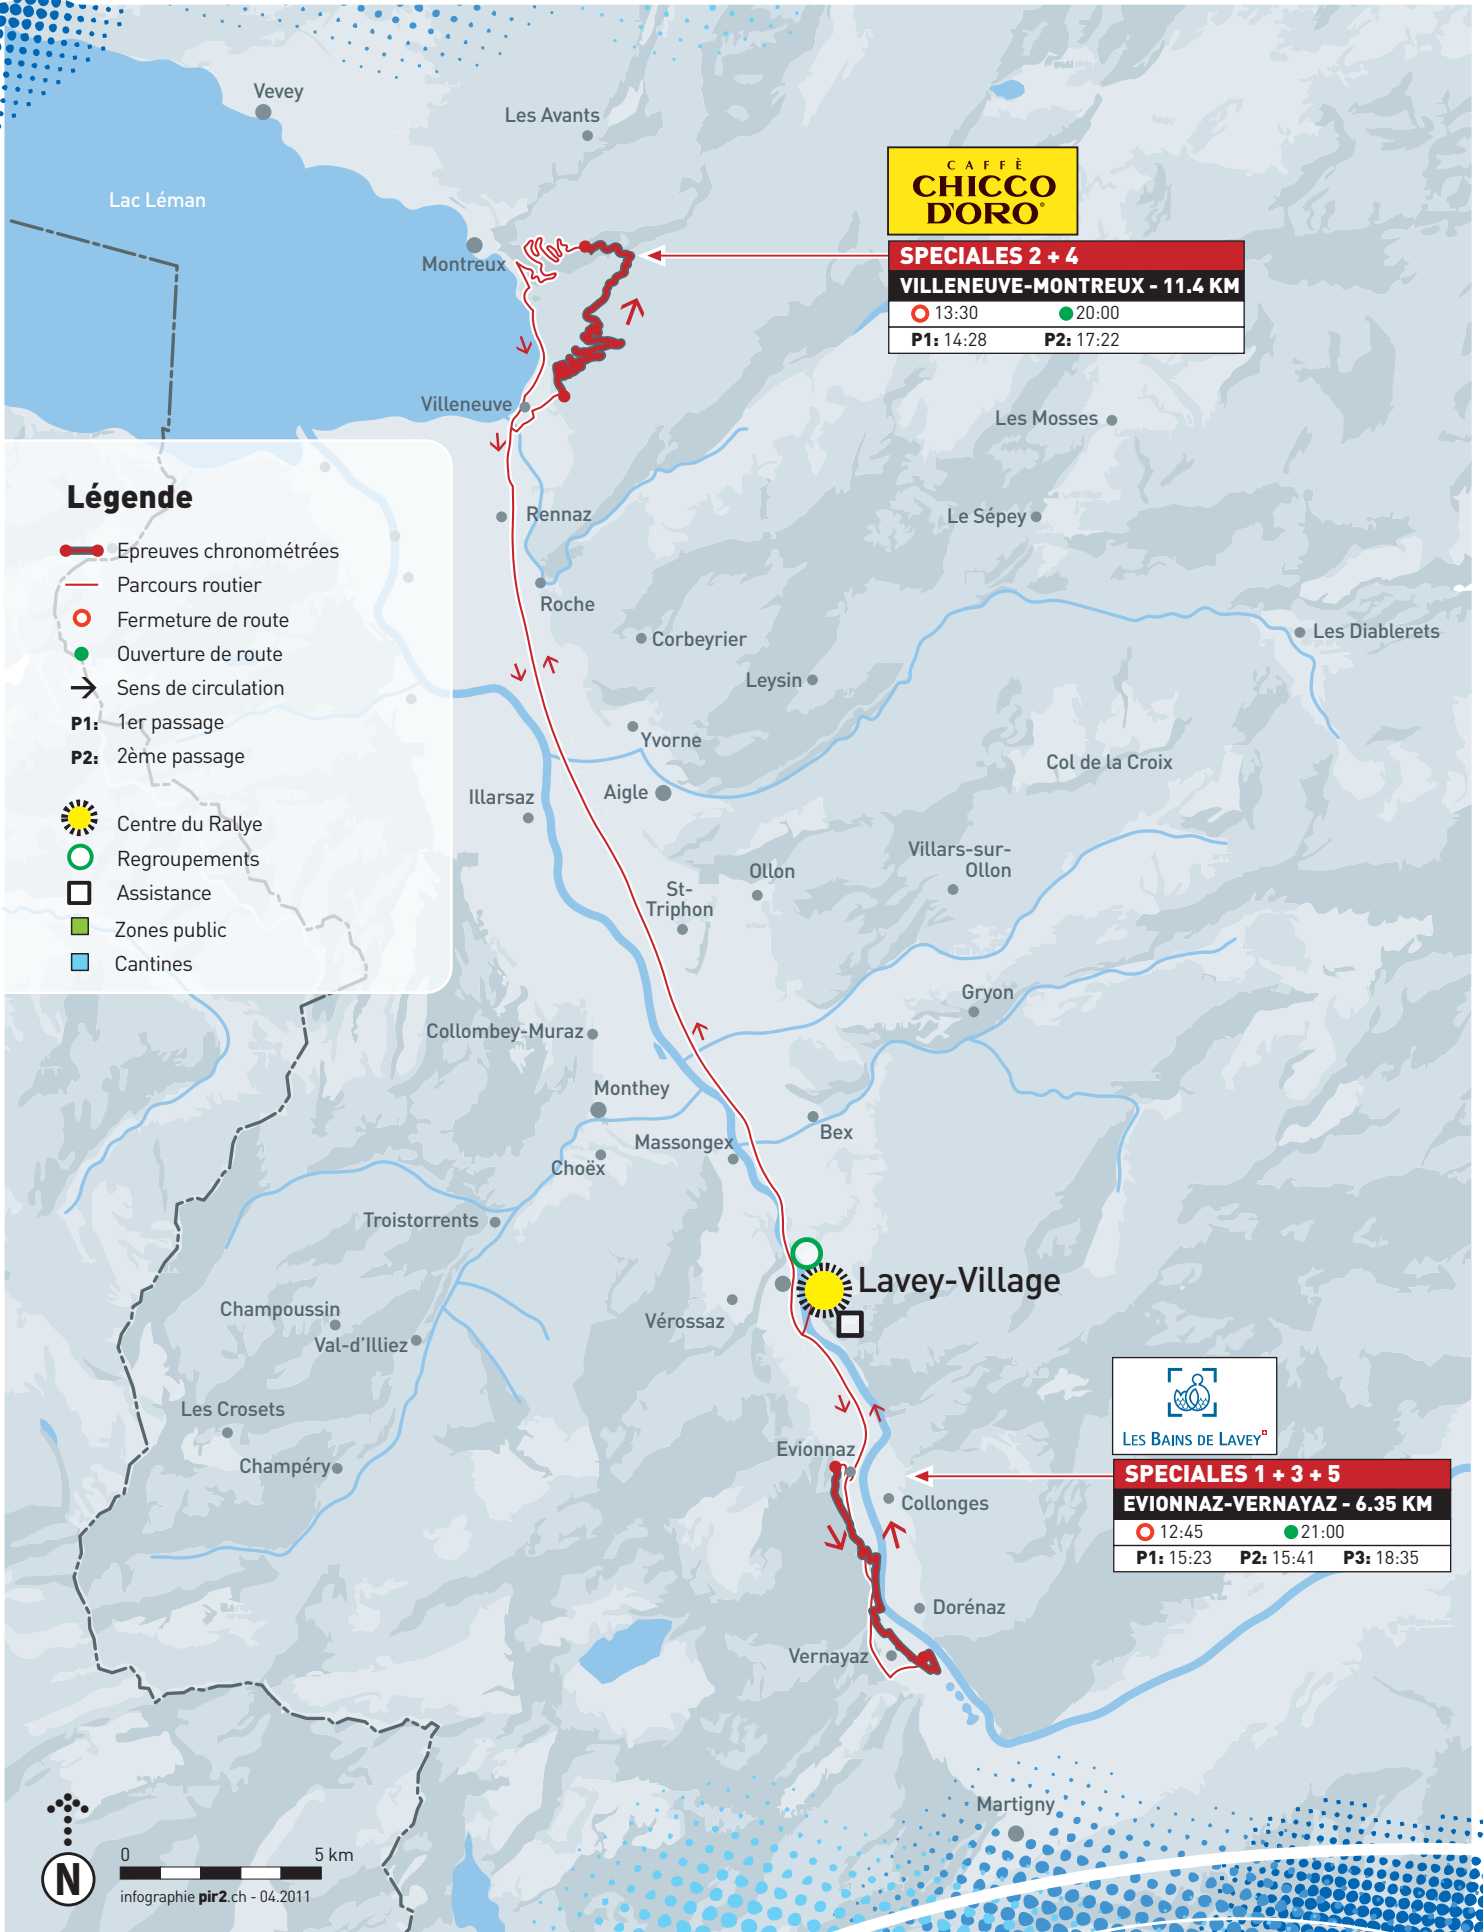 Vevey
Les Avants
Lac Léman
Montreux
CAFFÈ
CHICCO
D'ORO®
SPECIALES 2 + 4
VILLENEUVE-MONTREUX - 11.4 KM
13:30 20:00
P1: 14:28 P2: 17:22
Villeneuve
Les Mosses
Légende
Epreuves chronométrées
Parcours routier
Fermeture de route
Ouverture de route
Sens de circulation
P1: 1er passage
P2: 2ème passage
Centre du Rallye
Regroupements
Assistance
Zones public
Cantines
Rennaz
Le Sépey
Roche
Corbeyrier
Les Diablerets
Leysin
Yvorne
Col de la Croix
Aigle
Illarsaz
Villars-sur-
Ollon
Ollon
St-
Triphon
Gryon
Collombey-Muraz
Monthey
Bex
Massongex
Choëx
Troistorrents
Lavey-Village
Champoussin
Vérossaz
Val-d'Illiez
Les Crosets
Champéry
Evionnaz
LES BAINS DE LAVEY
SPECIALES 1 + 3 + 5
EVIONNAZ-VERNAYAZ - 6.35 KM
12:45 21:00
P1: 15:23 P2: 15:41 P3: 18:35
Collonges
Dorénaz
Vernayaz
Martigny
N
0 5 km
infographie pir2.ch - 04.2011